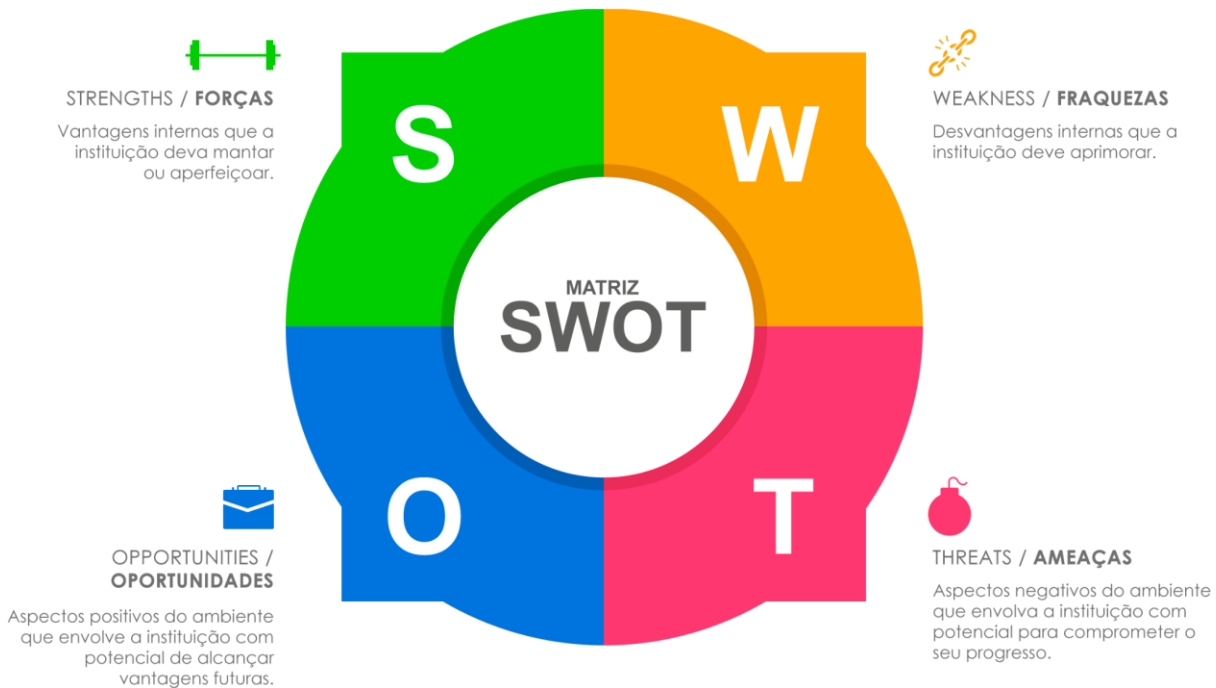 STRENGTHS / FORÇAS
Vantagens internas que a
instituição deva mantar
ou aperfeiçoar.
S
W
WEAKNESS / FRAQUEZAS
Desvantagens internas que a
instituição deve aprimorar.
MATRIZ
SWOT
OPPORTUNITIES /
OPORTUNIDADES
Aspectos positivos do ambiente
que envolve a instituição com
potencial de alcançar
vantagens futuras.
O
T
THREATS / AMEAÇAS
Aspectos negativos do ambiente
que envolva a instituição com
potencial para comprometer o
seu progresso.